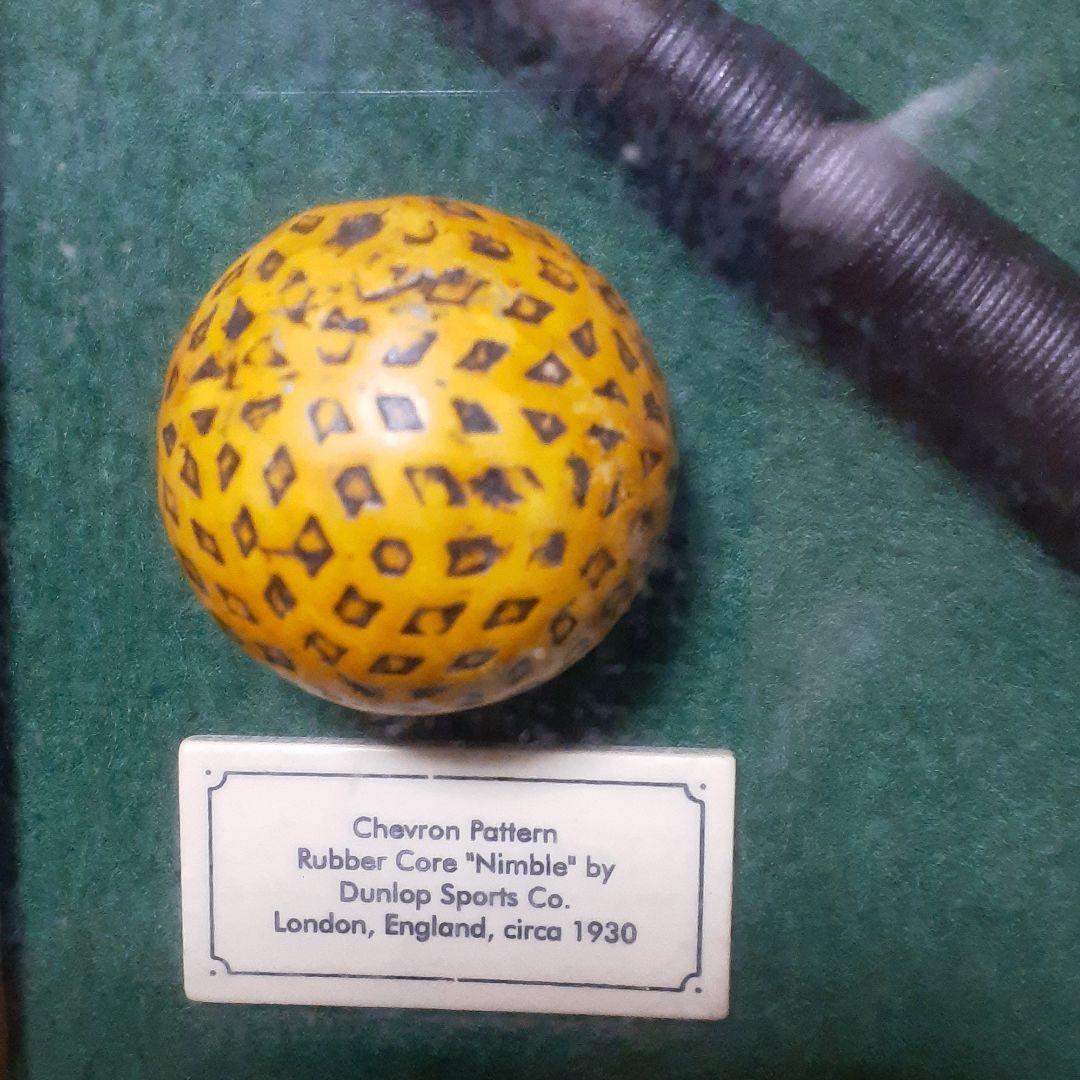 Chevron Pattern
Rubber Core "Nimble" by
Dunlop Sports Co.
London, England, circa 1930